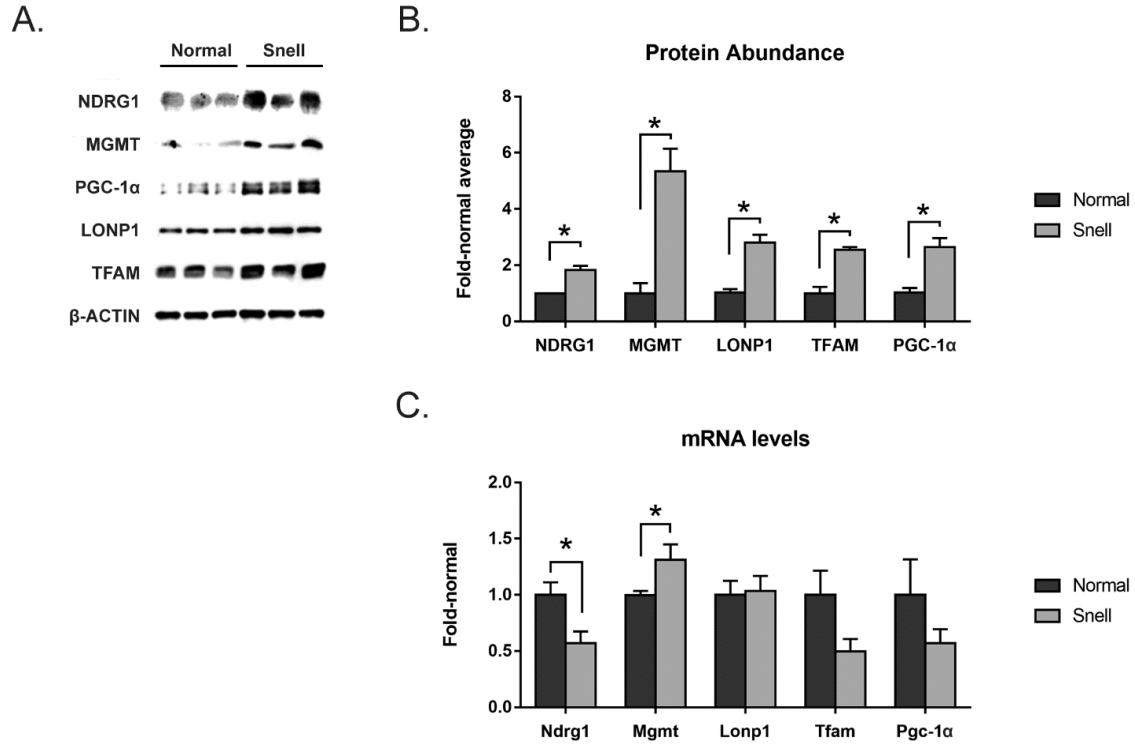 A.
Normal Snell
NDRG1
MGMT
PGC-1α
LONP1
TFAM
β-ACTIN
B.
Protein Abundance
Fold-normal average
8
6
4
2
0
* * * * *
NDRG1 MGMT LONP1 TFAM PGC-1α
Normal
Snell
C.
mRNA levels
Fold-normal
2.0
1.5
1.0
0.5
0.0
* *
Ndrg1 Mgmt Lonp1 Tfam Pgc-1α
Normal
Snell